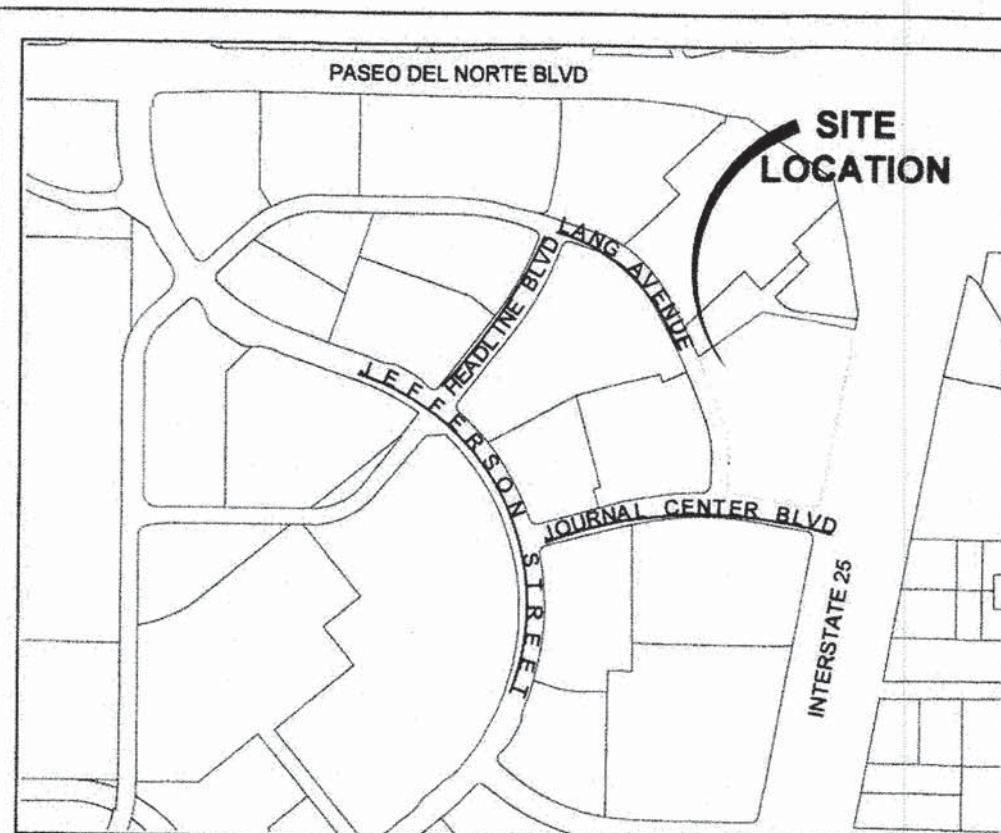 PASEO DEL NORTE BLVD
SITE
LOCATION
LANG AVENUE
HEADLINE BLVD
JEFFERSON STREET
JOURNAL CENTER BLVD
INTERSTATE 25